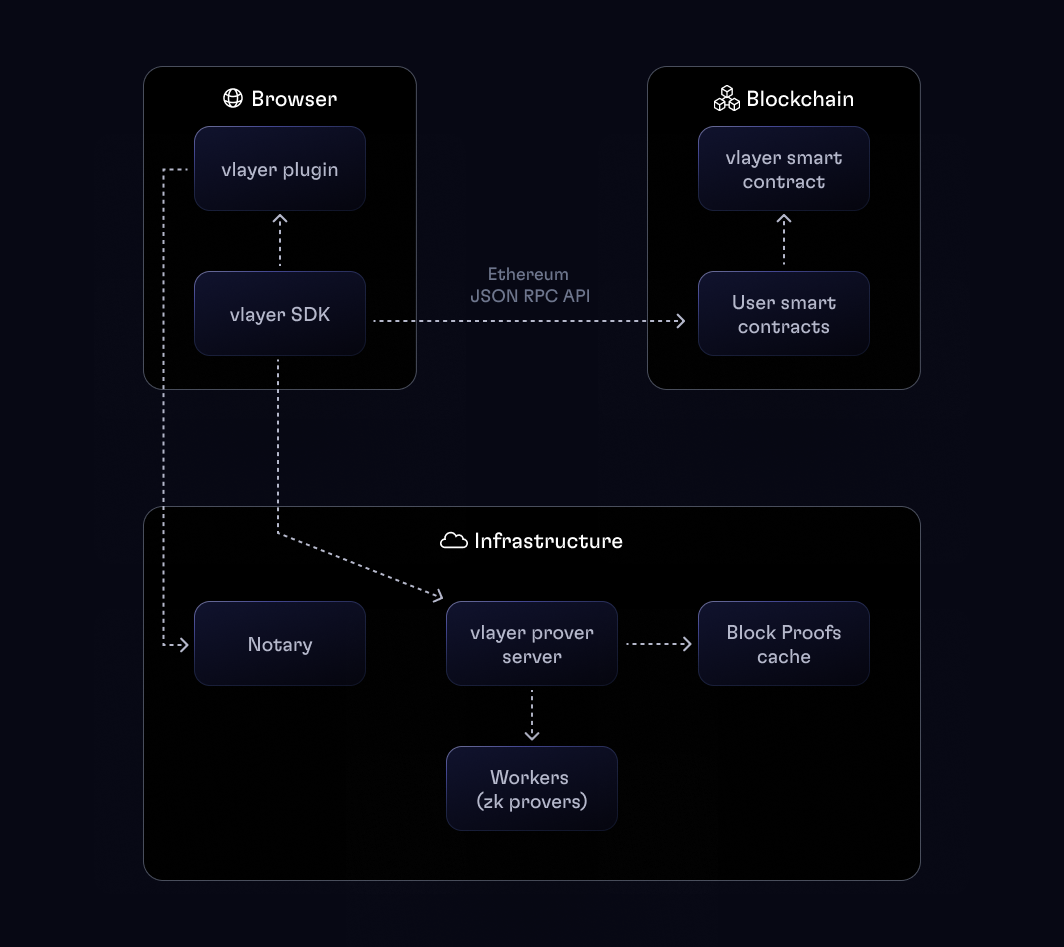 Browser
vlayer plugin
vlayer SDK
Ethereum
JSON RPC API
Blockchain
vlayer smart
contract
User smart
contracts
Infrastructure
Notary
vlayer prover
server
Block Proofs
cache
Workers
(zk provers)